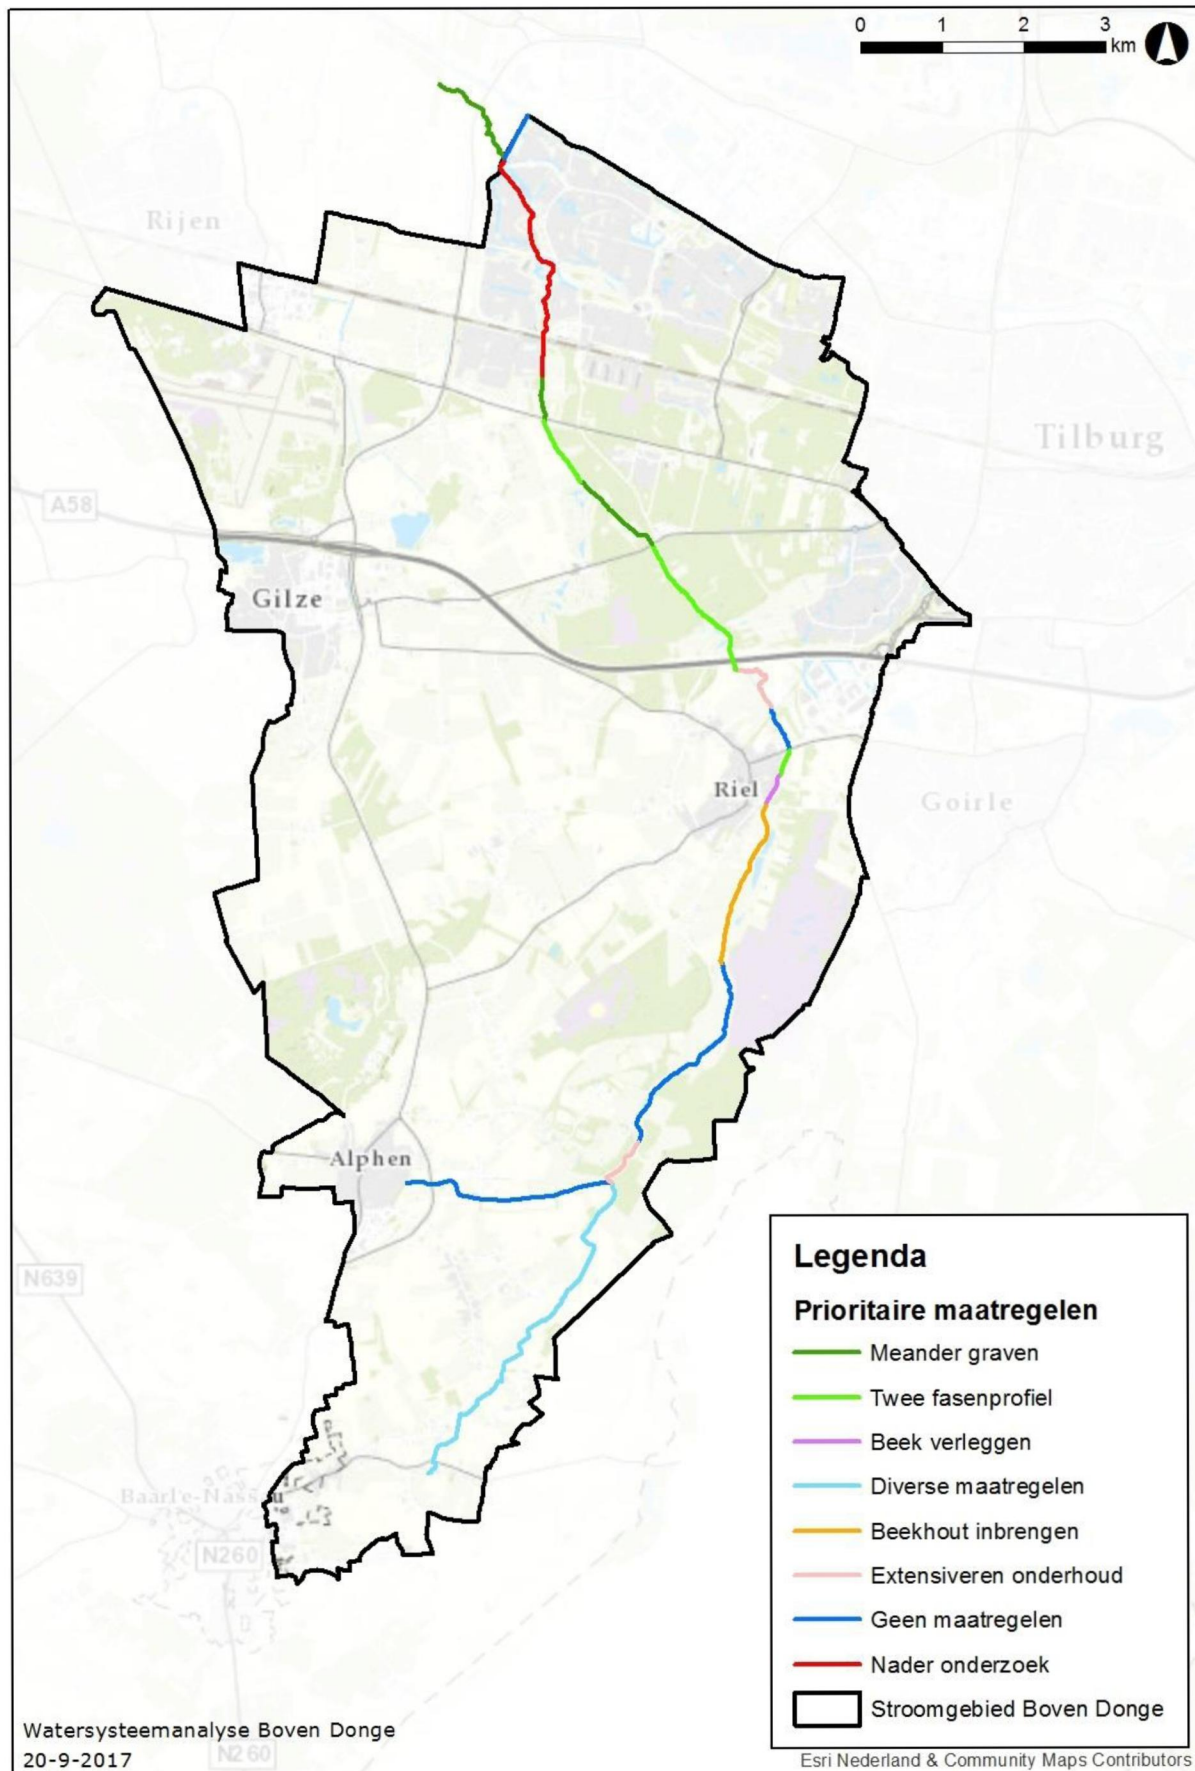 0 1 2 3
km
Rijen
Tilburg
A58
Gilze
Riel
Goirle
Alphen
N639
Baarle-Nassau
N260
N260
Legenda
Prioritaire maatregelen
Meander graven
Twee fasenprofiel
Beek verleggen
Diverse maatregelen
Beekhout inbrengen
Extensiveren onderhoud
Geen maatregelen
Nader onderzoek
Stroomgebied Boven Donge
Watersysteemanalyse Boven Donge
20-9-2017
Esri Nederland & Community Maps Contributors